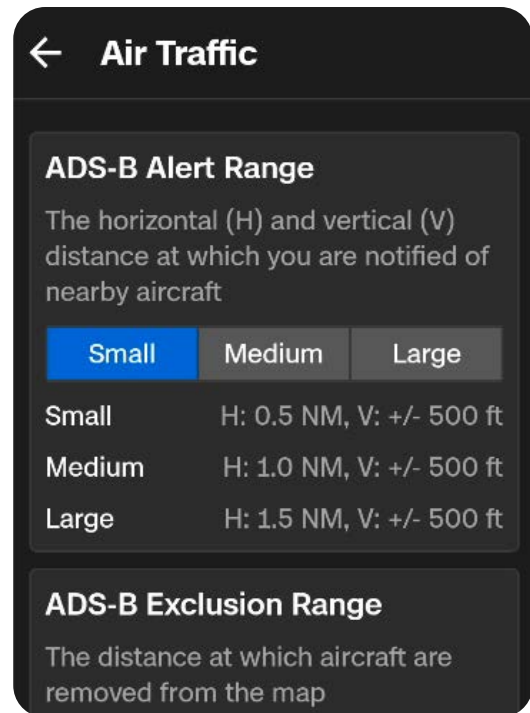 Air Traffic
ADS-B Alert Range
The horizontal (H) and vertical (V)
distance at which you are notified of
nearby aircraft
Small Medium Large
Small H: 0.5 NM, V: +/- 500 ft
Medium H: 1.0 NM, V: +/- 500 ft
Large H: 1.5 NM, V: +/- 500 ft
ADS-B Exclusion Range
The distance at which aircraft are
removed from the map